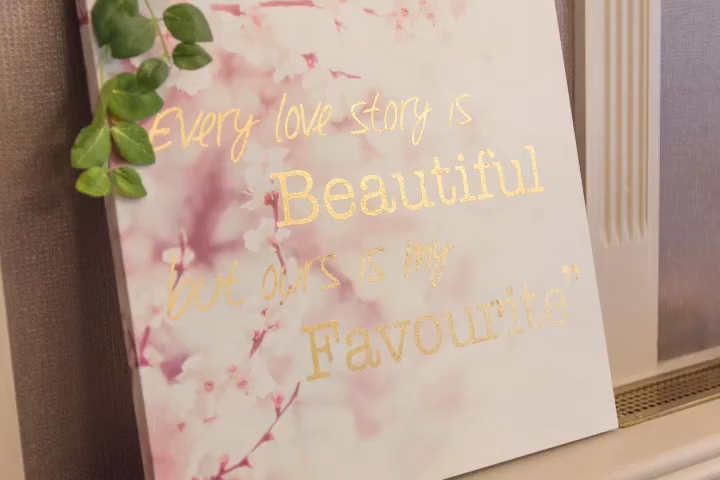 Every love story is
Beautiful
but ours is my
Favourite"